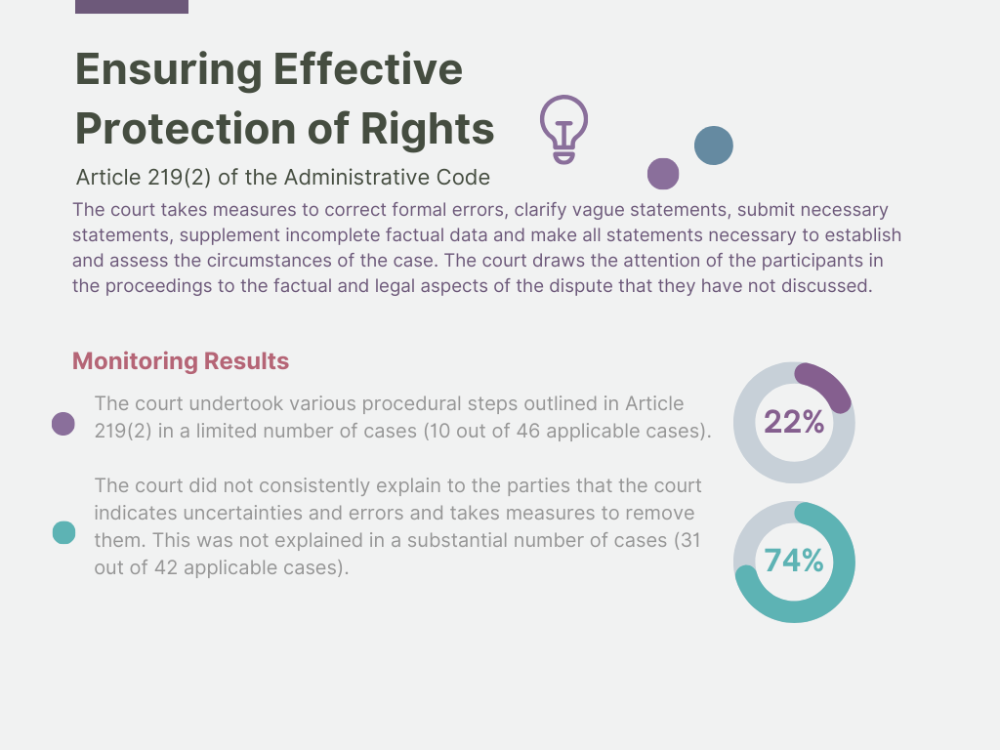 Ensuring Effective
Protection of Rights
Article 219(2) of the Administrative Code
The court takes measures to correct formal errors, clarify vague statements, submit necessary
statements, supplement incomplete factual data and make all statements necessary to establish
and assess the circumstances of the case. The court draws the attention of the participants in
the proceedings to the factual and legal aspects of the dispute that they have not discussed.
Monitoring Results
The court undertook various procedural steps outlined in Article
219(2) in a limited number of cases (10 out of 46 applicable cases).
22%
The court did not consistently explain to the parties that the court
indicates uncertainties and errors and takes measures to remove
them. This was not explained in a substantial number of cases (31
out of 42 applicable cases).
74%